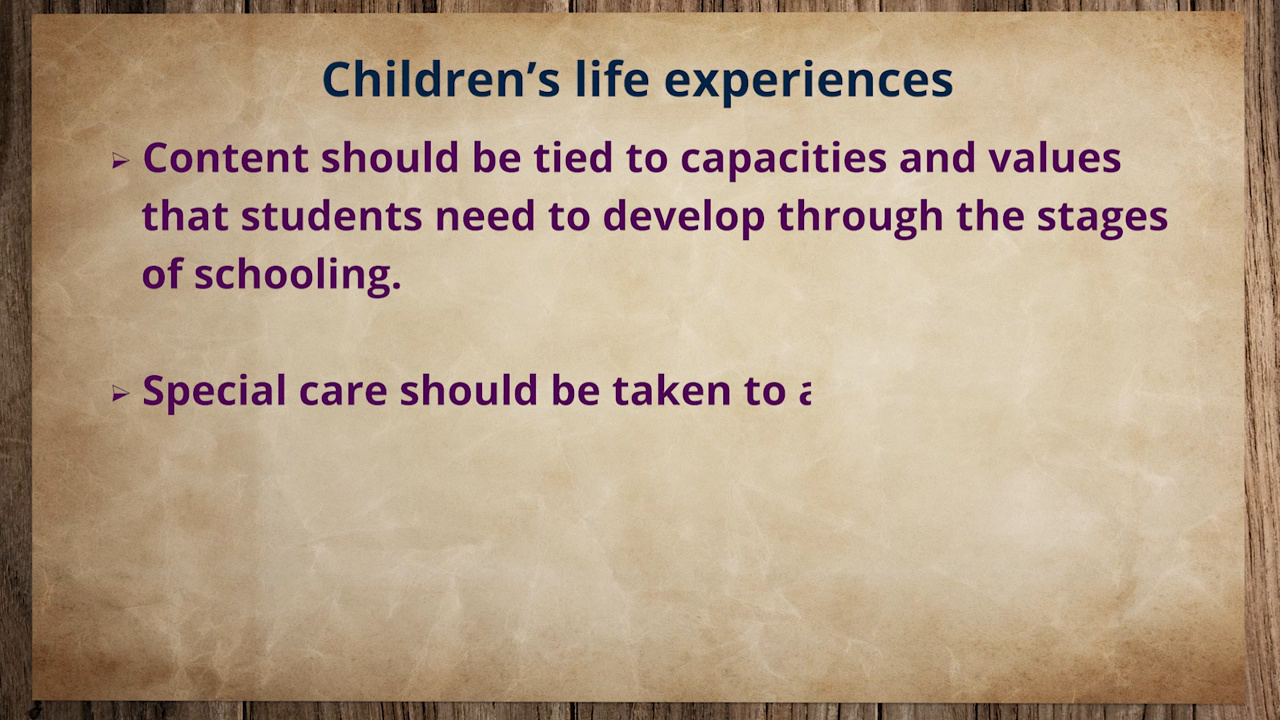 Children’s life experiences
➢ Content should be tied to capacities and values
that students need to develop through the stages
of schooling.
➢ Special care should be taken to